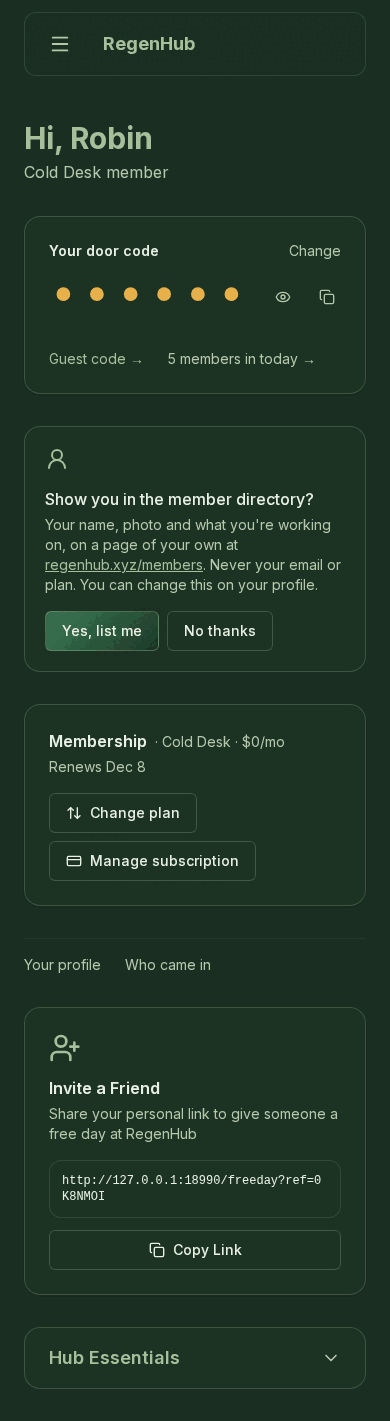 RegenHub
Hi, Robin
Cold Desk member
Your door code
Change
Guest code →
5 members in today →
Show you in the member directory?
Your name, photo and what you're working
on, on a page of your own at
regenhub.xyz/members. Never your email or
plan. You can change this on your profile.
Yes, list me
No thanks
Membership · Cold Desk · $0/mo
Renews Dec 8
Change plan
Manage subscription
Your profile
Who came in
Invite a Friend
Share your personal link to give someone a
free day at RegenHub
http://127.0.0.1:18990/freeday?ref=0
K8NMOI
Copy Link
Hub Essentials